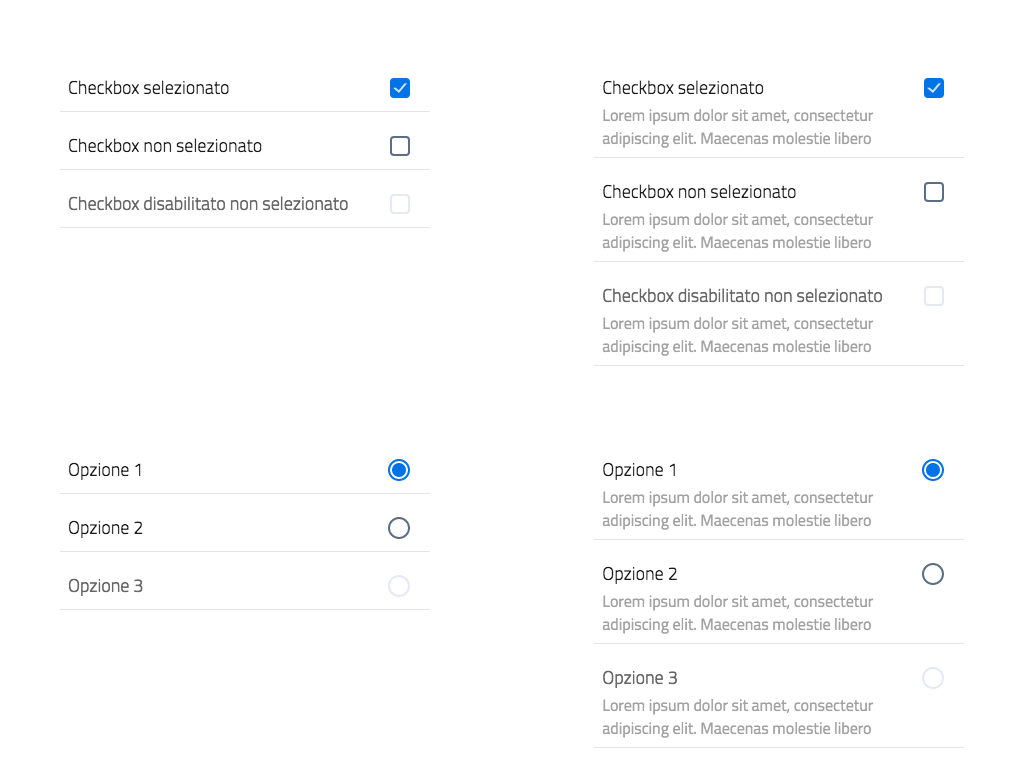 Checkbox selezionato
Checkbox non selezionato
Checkbox disabilitato non selezionato
Checkbox selezionato
Lorem ipsum dolor sit amet, consectetur
adipiscing elit. Maecenas molestie libero
Checkbox non selezionato
Lorem ipsum dolor sit amet, consectetur
adipiscing elit. Maecenas molestie libero
Checkbox disabilitato non selezionato
Lorem ipsum dolor sit amet, consectetur
adipiscing elit. Maecenas molestie libero
Opzione 1
Opzione 2
Opzione 3
Opzione 1
Lorem ipsum dolor sit amet, consectetur
adipiscing elit. Maecenas molestie libero
Opzione 2
Lorem ipsum dolor sit amet, consectetur
adipiscing elit. Maecenas molestie libero
Opzione 3
Lorem ipsum dolor sit amet, consectetur
adipiscing elit. Maecenas molestie libero